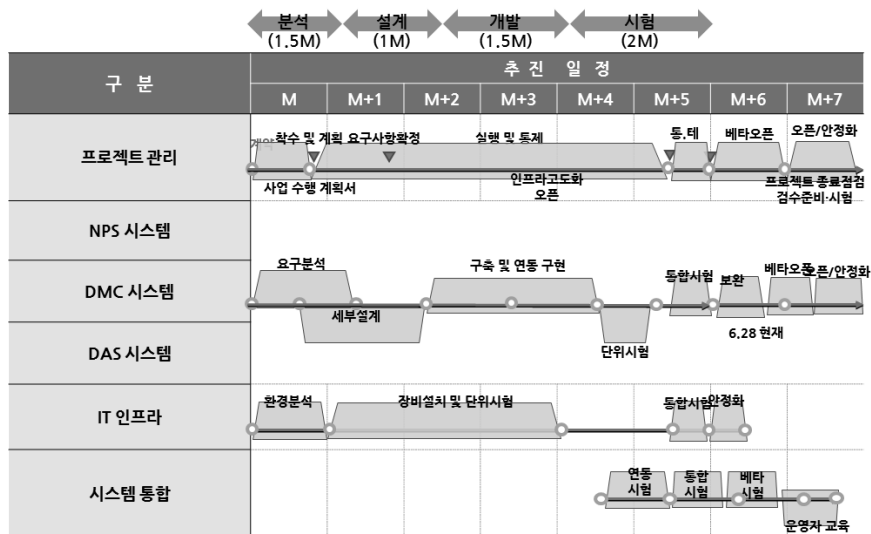 분석 설계 개발 시험
(1.5M) (1M) (1.5M) (2M)
구 분
추 진 일 정
M M+1 M+2 M+3 M+4 M+5 M+6 M+7
프로젝트 관리
계약
착수 및 계획 요구사항확정 실행 및 통제 통.테 베타오픈 오픈/안정화
사업 수행 계획서
인프라고도화
오픈
프로젝트 종료점검
검수준비·시험
NPS 시스템
DMC 시스템
DAS 시스템
요구분석 구축 및 연동 구현 통합시험 보완 베타오픈 오픈/안정화
세부설계
단위시험
6.28 현재
IT 인프라
환경분석 장비설치 및 단위시험 통합시험 안정화
시스템 통합
연동
시험
통합
시험
베타
시험
운영자 교육